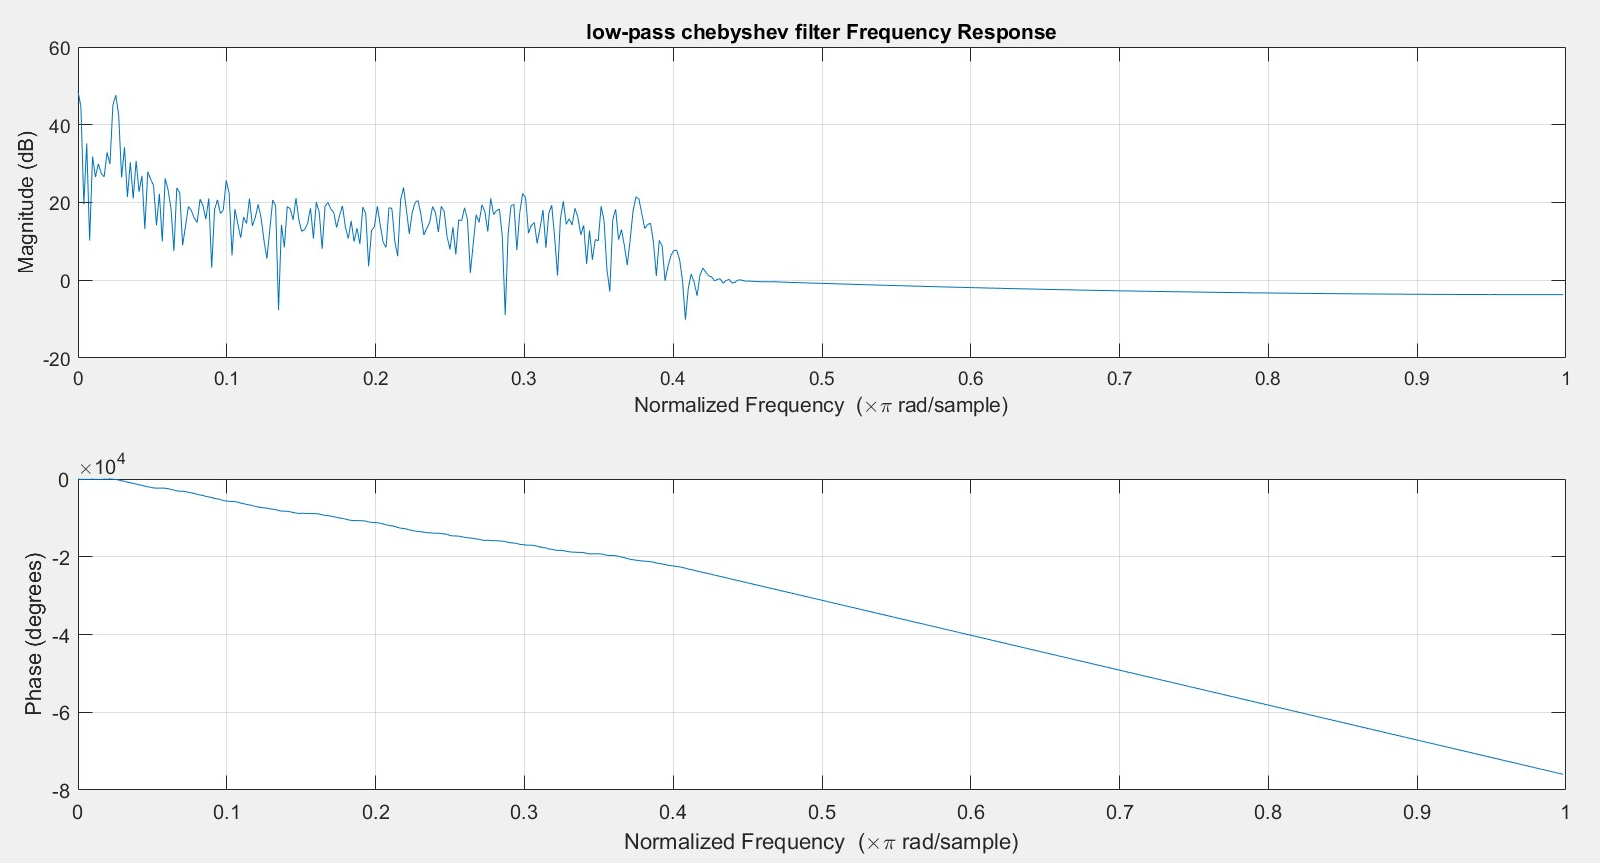 low-pass chebyshev filter Frequency Response
60
40
20
0
-20
Magnitude (dB)
0 0.1 0.2 0.3 0.4 0.5 0.6 0.7 0.8 0.9 1
Normalized Frequency (×π rad/sample)
×10^4
0
-2
-4
-6
-8
Phase (degrees)
0 0.1 0.2 0.3 0.4 0.5 0.6 0.7 0.8 0.9 1
Normalized Frequency (×π rad/sample)